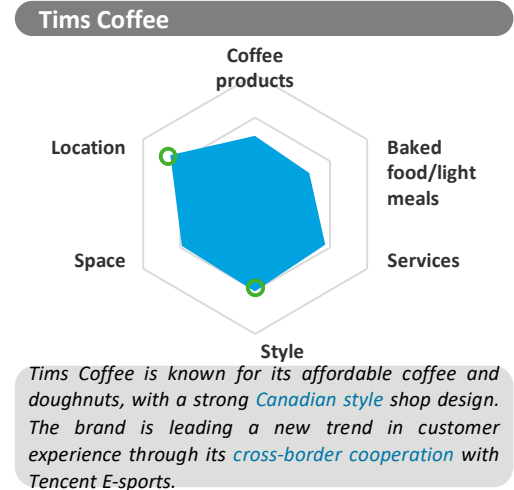 Tims Coffee
Coffee
products
Location
Baked
food/light
meals
Space
Services
Style
Tims Coffee is known for its affordable coffee and
doughnuts, with a strong Canadian style shop design.
The brand is leading a new trend in customer
experience through its cross-border cooperation with
Tencent E-sports.